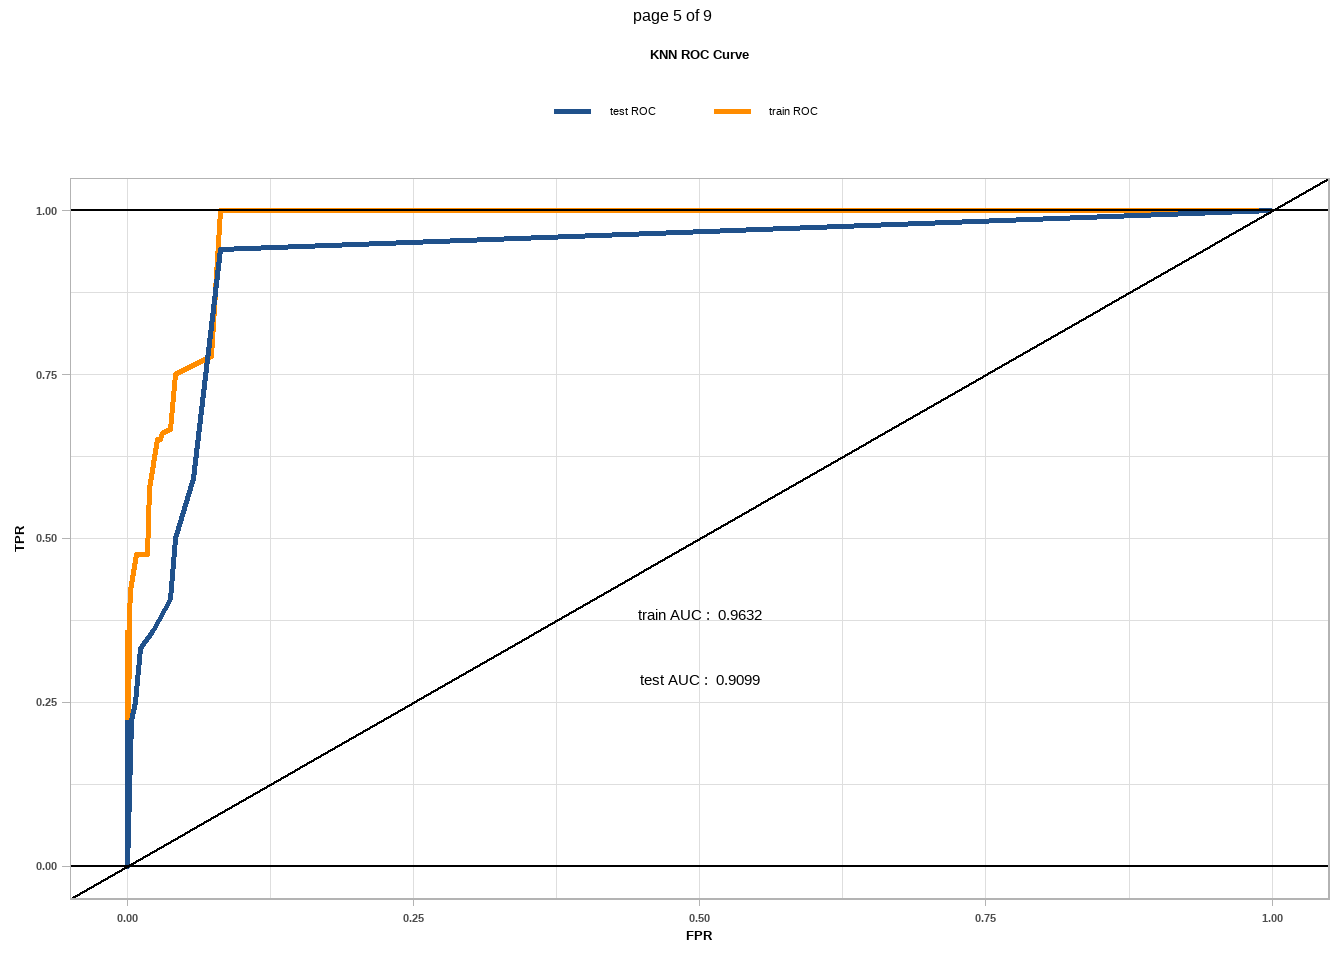 page 5 of 9
KNN ROC Curve
test ROC train ROC
1.00
0.75
0.50
0.25
0.00
TPR
train AUC : 0.9632
test AUC : 0.9099
0.00 0.25 0.50 0.75 1.00
FPR